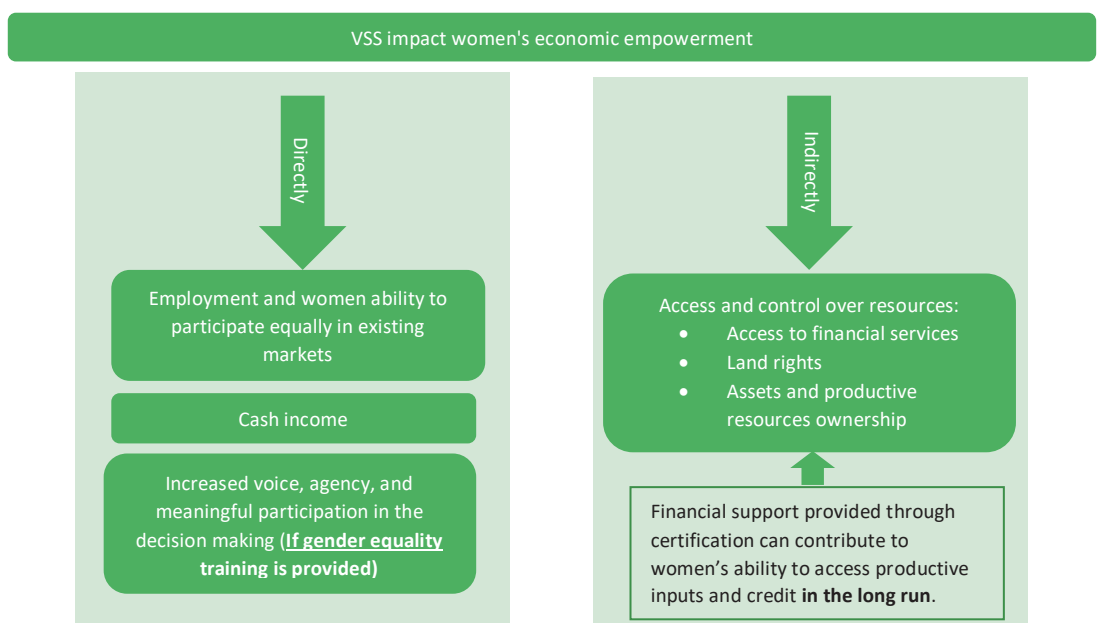 VSS impact women's economic empowerment
Directly
Employment and women ability to
participate equally in existing
markets
Cash income
Increased voice, agency, and
meaningful participation in the
decision making (If gender equality
training is provided)
Indirectly
Access and control over resources:
• Access to financial services
• Land rights
• Assets and productive
resources ownership
Financial support provided through
certification can contribute to
women’s ability to access productive
inputs and credit in the long run.